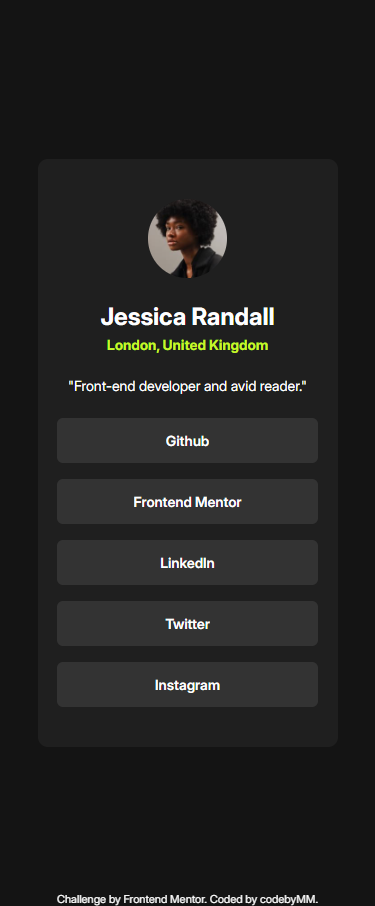 Jessica Randall
London, United Kingdom
"Front-end developer and avid reader."
Github
Frontend Mentor
LinkedIn
Twitter
Instagram
Challenge by Frontend Mentor. Coded by codebyMM.